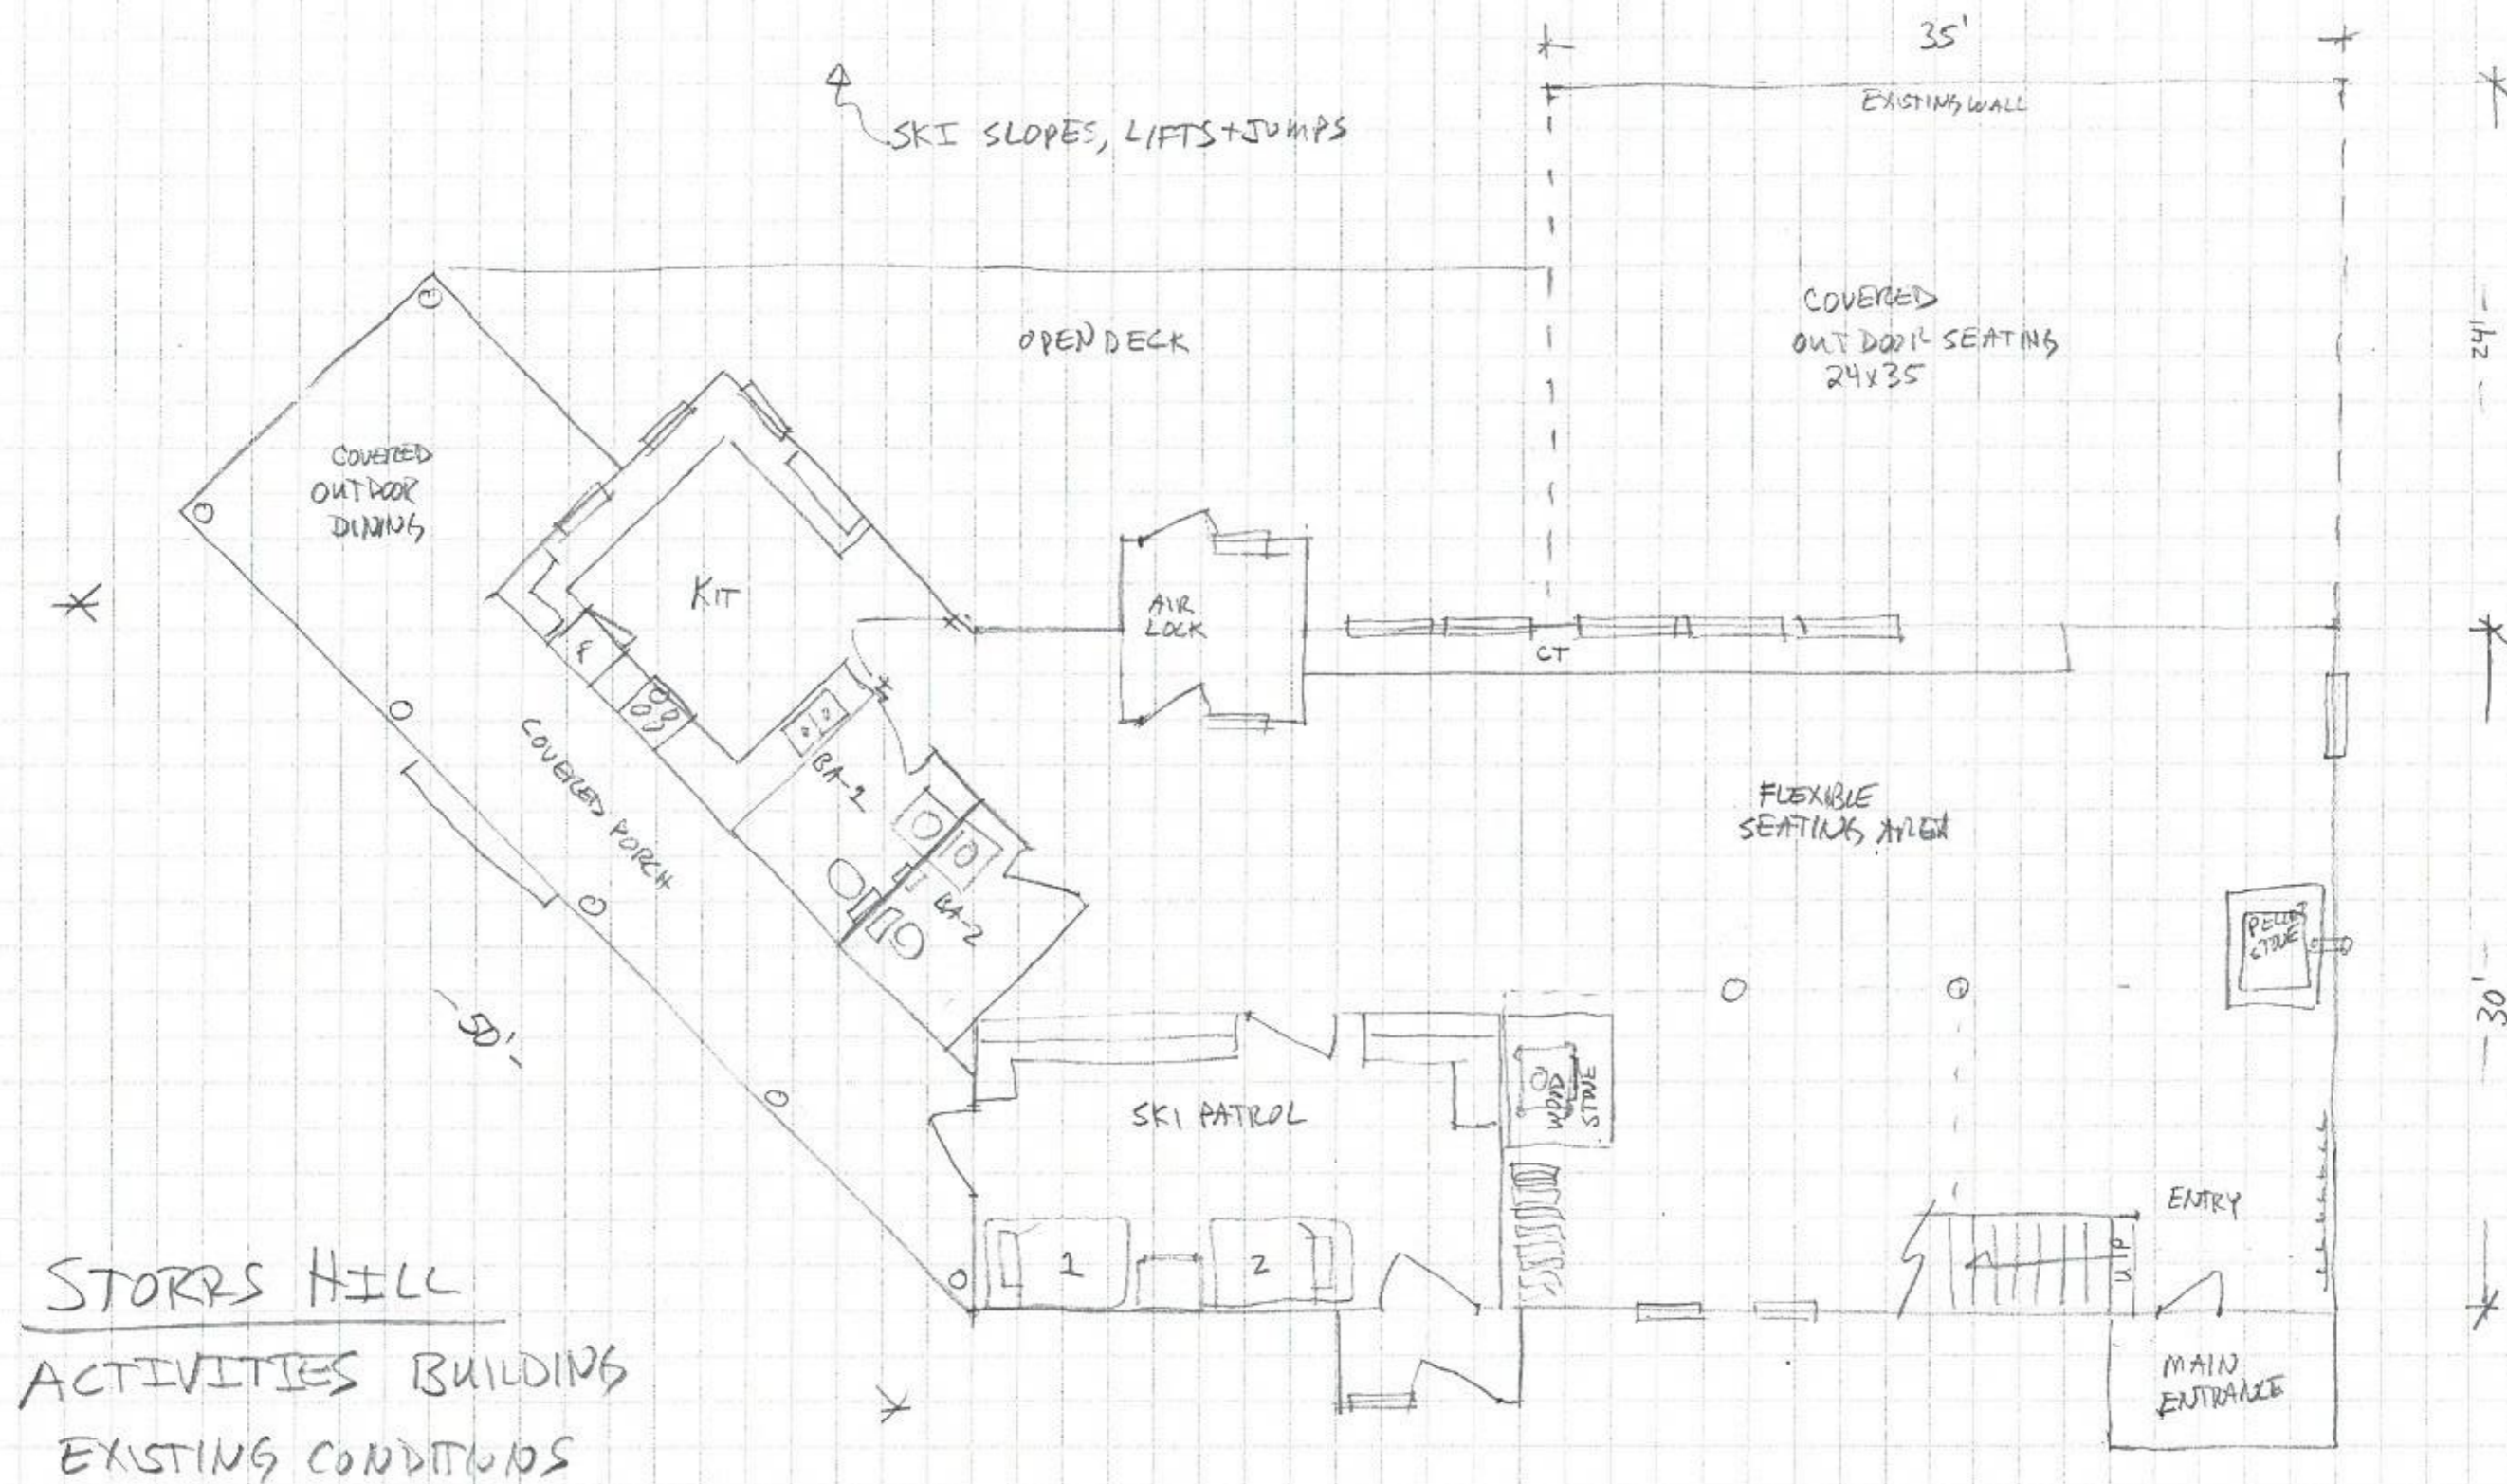 35'
EXISTING WALL
SKI SLOPES, LIFTS+JUMPS
COVERED
OUTDOOR SEATING
24x35
24'
OPEN DECK
COVERED
OUTDOOR
DINING
KIT
AIR
LOCK
CT
COVERED PORCH
BA-2
BA-2
FLEXIBLE
SEATING AREA
PELLET
STOVE
30'
50'
SKI PATROL
WOOD
STOVE
1
2
UP
ENTRY
MAIN
ENTRANCE
STORRS HILL
ACTIVITIES BUILDING
EXISTING CONDITIONS